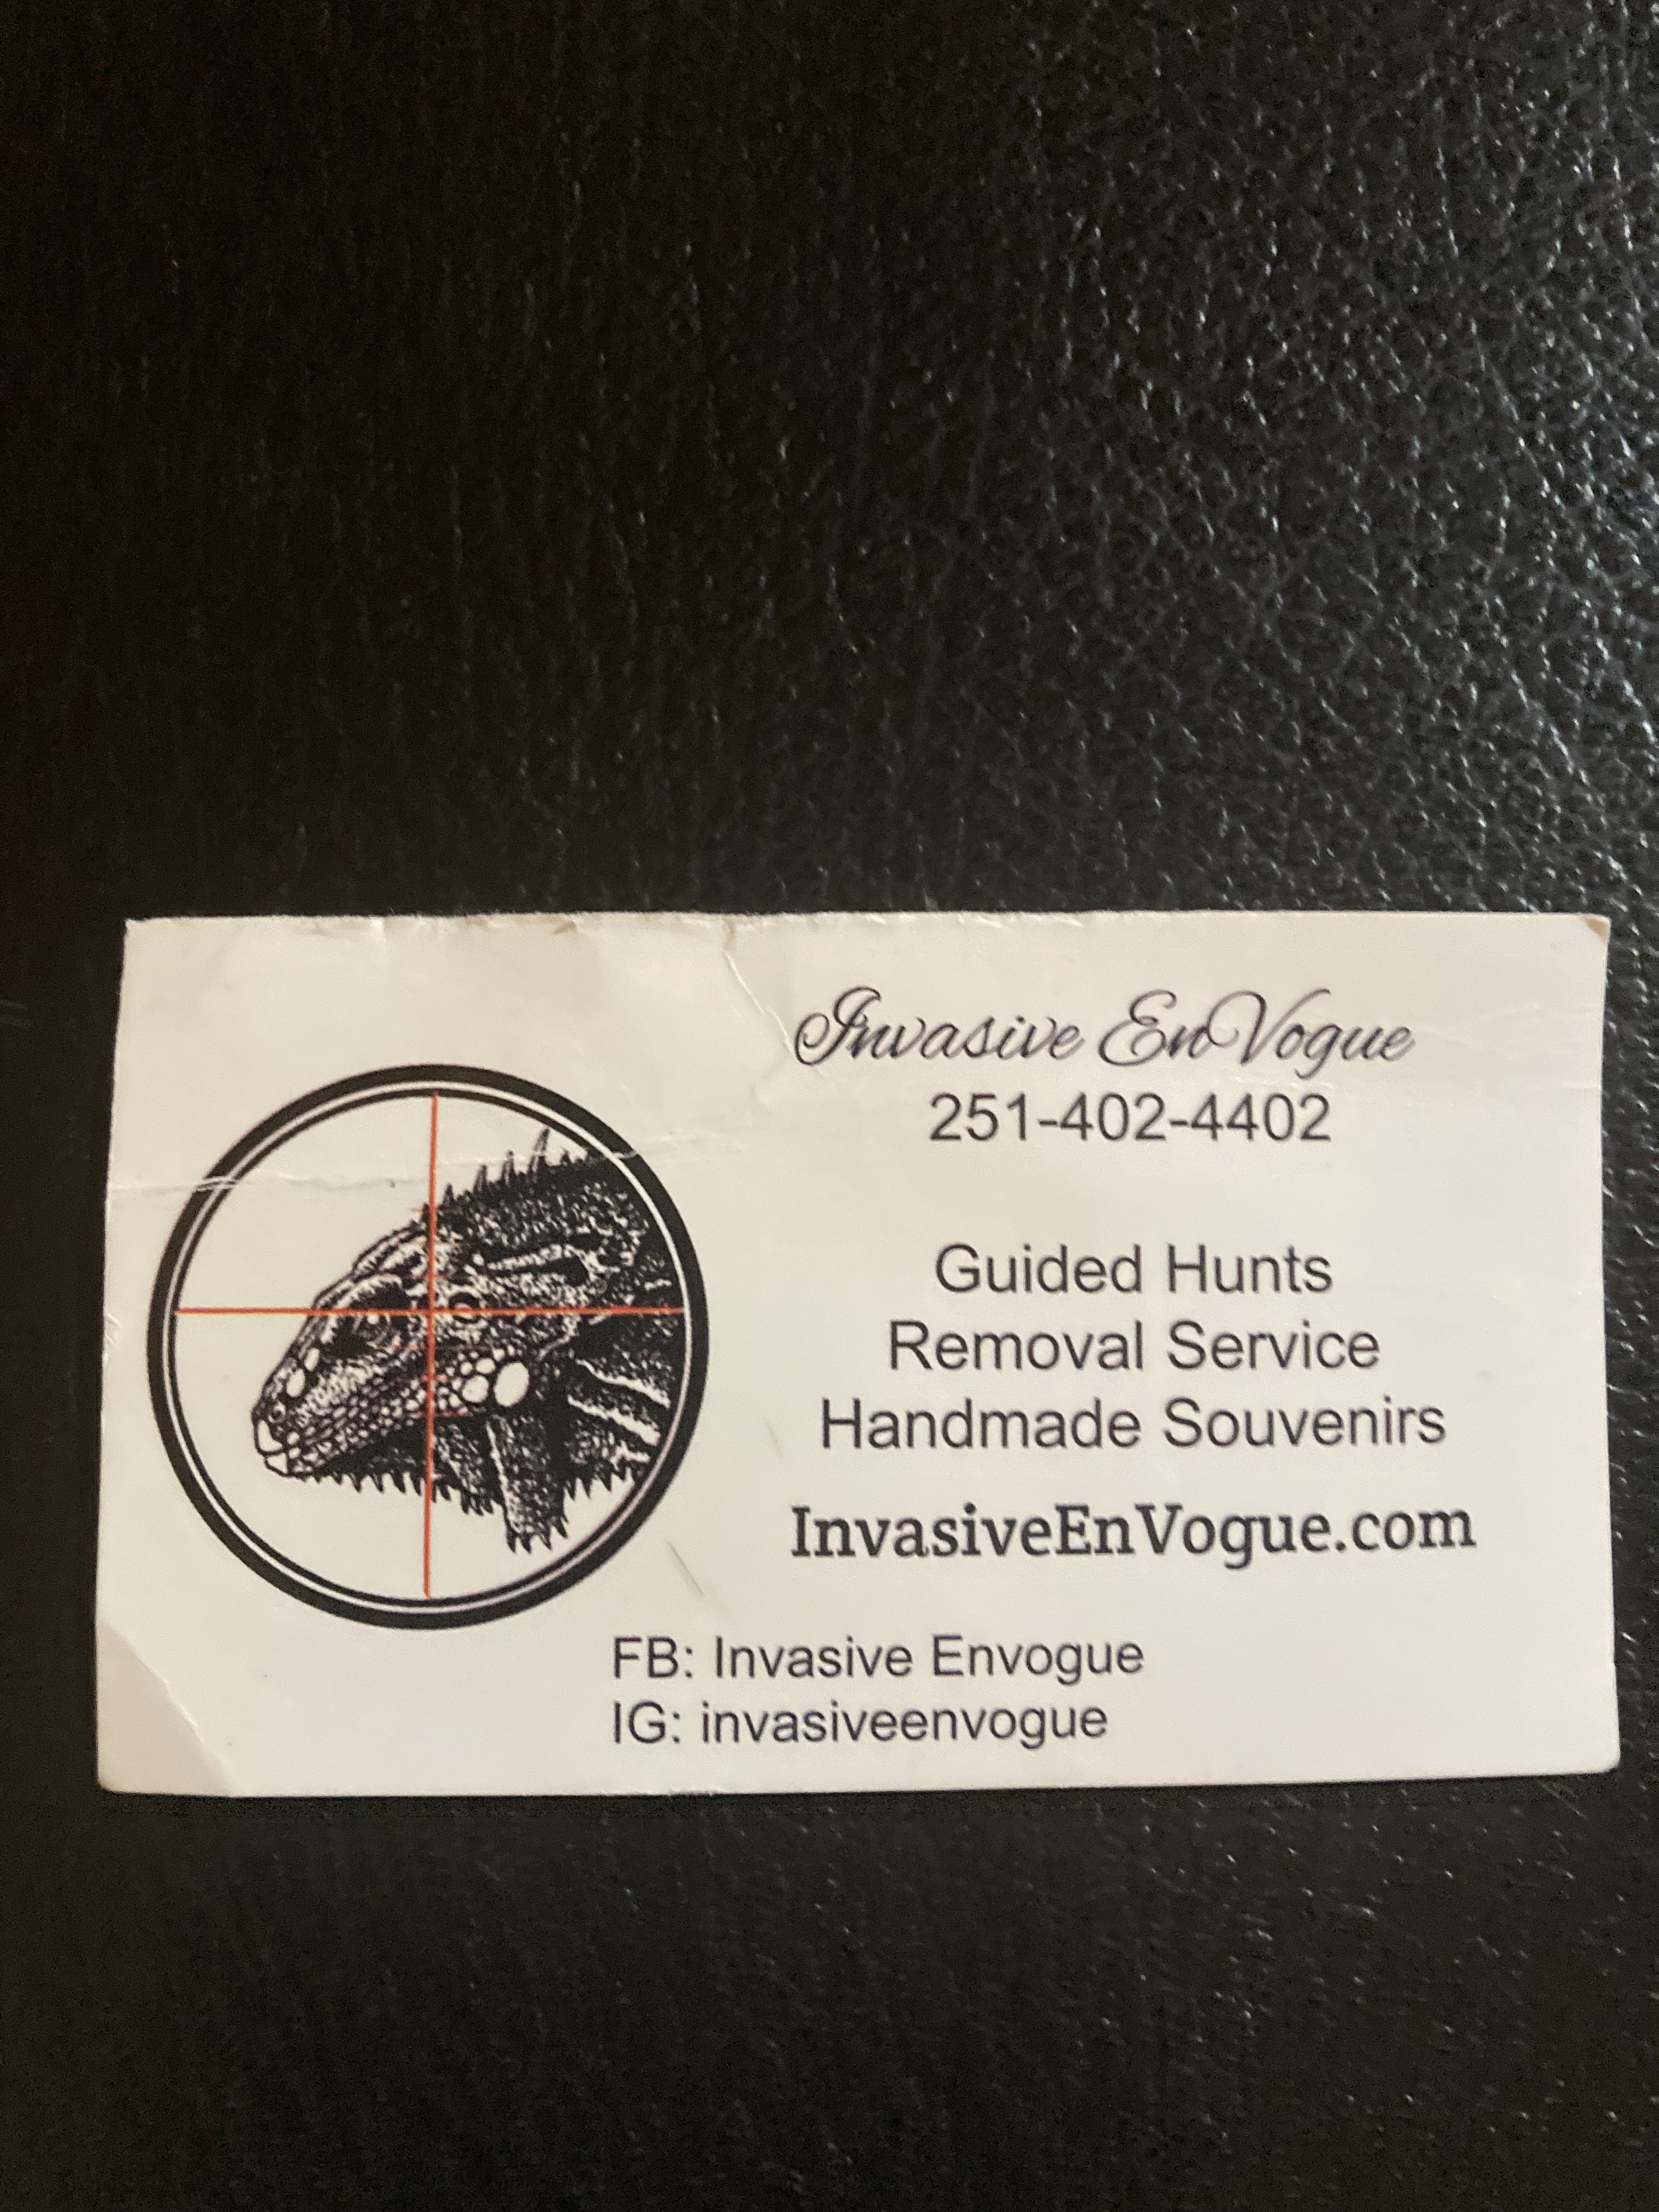 Invasive EnVogue
251-402-4402
Guided Hunts
Removal Service
Handmade Souvenirs
InvasiveEnVogue.com
FB: Invasive Envogue
IG: invasiveenvogue